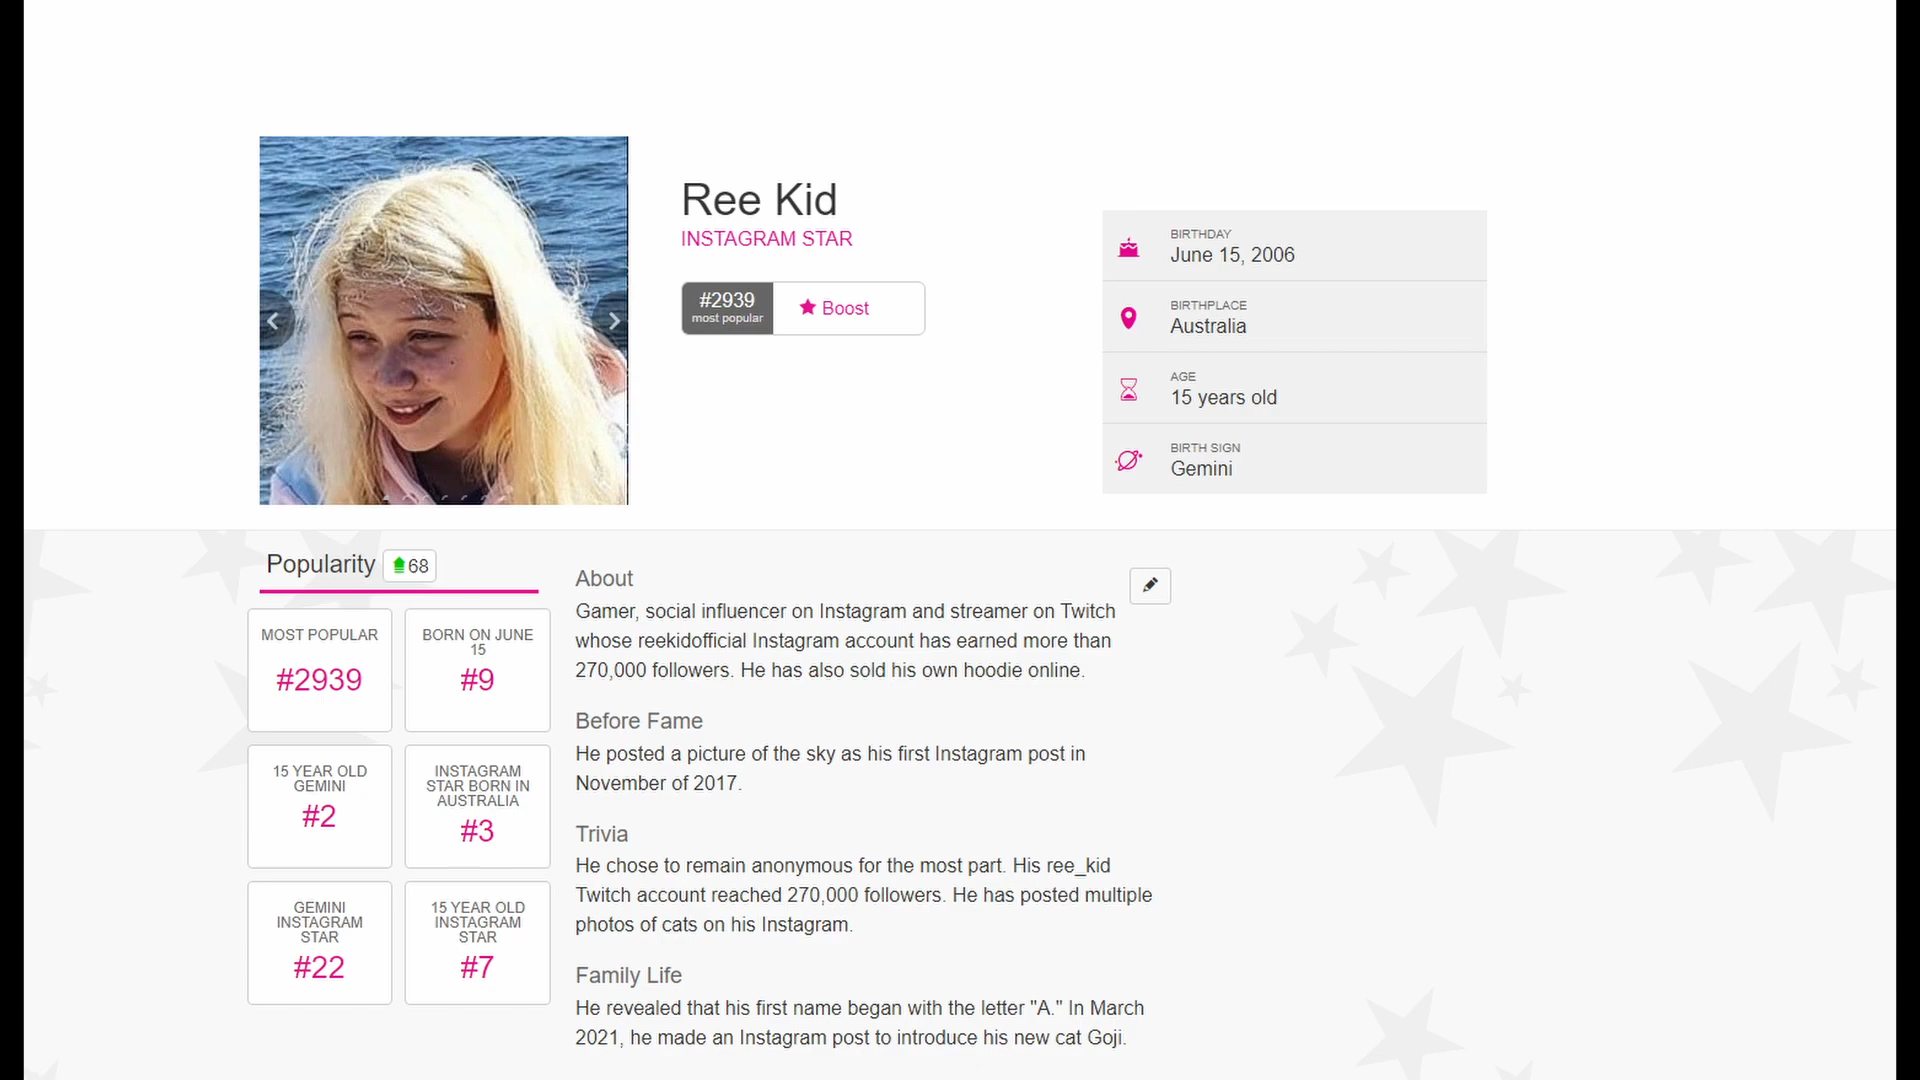 Ree Kid
INSTAGRAM STAR
#2939
most popular
Boost
BIRTHDAY
June 15, 2006
BIRTHPLACE
Australia
AGE
15 years old
BIRTH SIGN
Gemini
Popularity
68
MOST POPULAR
#2939
BORN ON JUNE
15
#9
15 YEAR OLD
GEMINI
#2
INSTAGRAM
STAR BORN IN
AUSTRALIA
#3
GEMINI
INSTAGRAM
STAR
#22
15 YEAR OLD
INSTAGRAM
STAR
#7
About
Gamer, social influencer on Instagram and streamer on Twitch
whose reekidofficial Instagram account has earned more than
270,000 followers. He has also sold his own hoodie online.
Before Fame
He posted a picture of the sky as his first Instagram post in
November of 2017.
Trivia
He chose to remain anonymous for the most part. His ree_kid
Twitch account reached 270,000 followers. He has posted multiple
photos of cats on his Instagram.
Family Life
He revealed that his first name began with the letter "A." In March
2021, he made an Instagram post to introduce his new cat Goji.